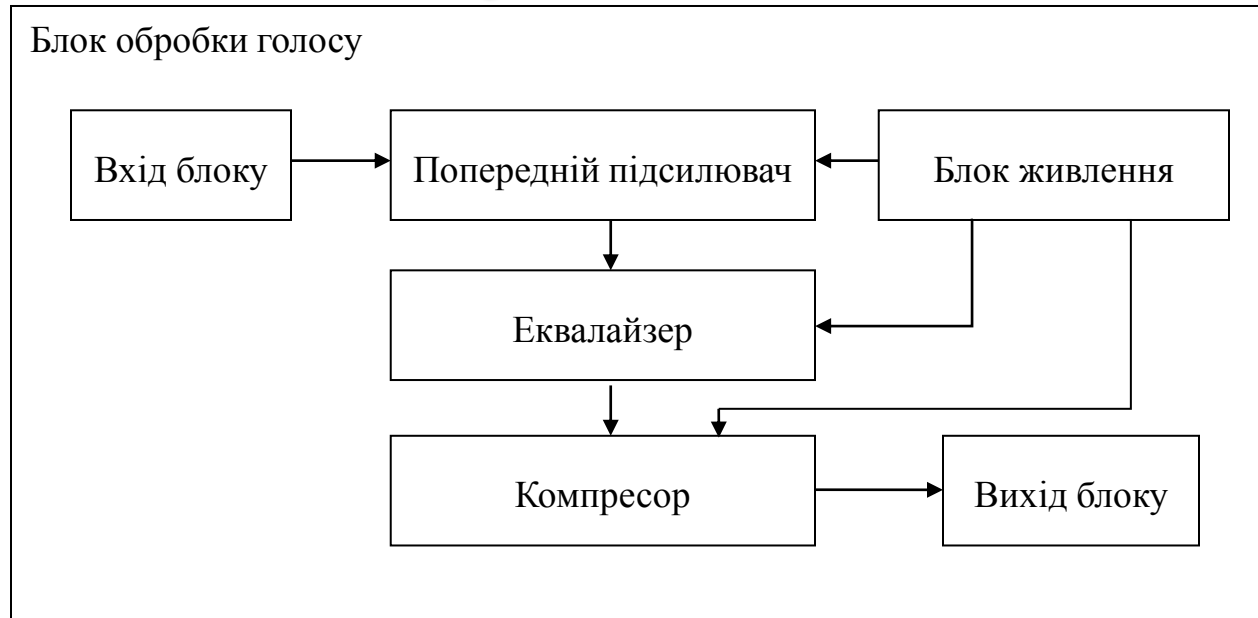 Блок обробки голосу
Вхід блоку
Попередній підсилювач
Блок живлення
Еквалайзер
Компресор
Вихід блоку